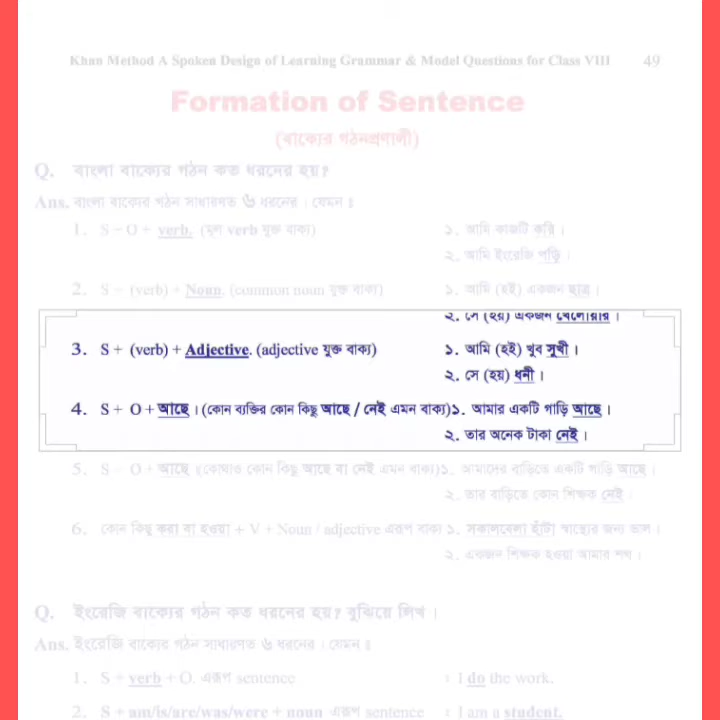 Khan Method A Spoken Design of Learning Grammar & Model Questions for Class VIII 49
Formation of Sentence
(বাক্যের গঠনপ্রণালী)
Q. বাংলা বাক্যের গঠন কত ধরনের হয়?
Ans. বাংলা বাক্যের গঠন সাধারণত ৬ ধরনের । যেমন ঃ
1. S + O + verb. (মূল verb যুক্ত বাক্য) ১. আমি কাজটি করি ।
২. আমি ইংরেজি পড়ি ।
2. S + (verb) + Noun. (common noun যুক্ত বাক্য) ১. আমি (হই) একজন ছাত্র ।
২. সে (হয়) একজন খেলোয়ার ।
3. S + (verb) + Adjective. (adjective যুক্ত বাক্য) ১. আমি (হই) খুব সুখী ।
২. সে (হয়) ধনী ।
4. S + O + আছে । (কোন ব্যক্তির কোন কিছু আছে / নেই এমন বাক্য) ১. আমার একটি গাড়ি আছে ।
২. তার অনেক টাকা নেই ।
5. S + O + আছে (কোথাও কোন কিছু আছে বা নেই এমন বাক্য) ১. আমাদের বাড়িতে একটি গাড়ি আছে ।
২. তার বাড়িতে কোন শিক্ষক নেই ।
6. কোন কিছু করা বা হওয়া + V + Noun / adjective এরূপ বাক্য ১. সকালবেলা হাঁটা স্বাস্থ্যের জন্য ভাল ।
২. একজন শিক্ষক হওয়া আমার শখ ।
Q. ইংরেজি বাক্যের গঠন কত ধরনের হয়? বুঝিয়ে লিখ ।
Ans. ইংরেজি বাক্যের গঠন সাধারণত ৬ ধরনের । যেমন ঃ
1. S + verb + O. এরূপ sentence : I do the work.
2. S + am/is/are/was/were + noun এরূপ sentence : I am a student.